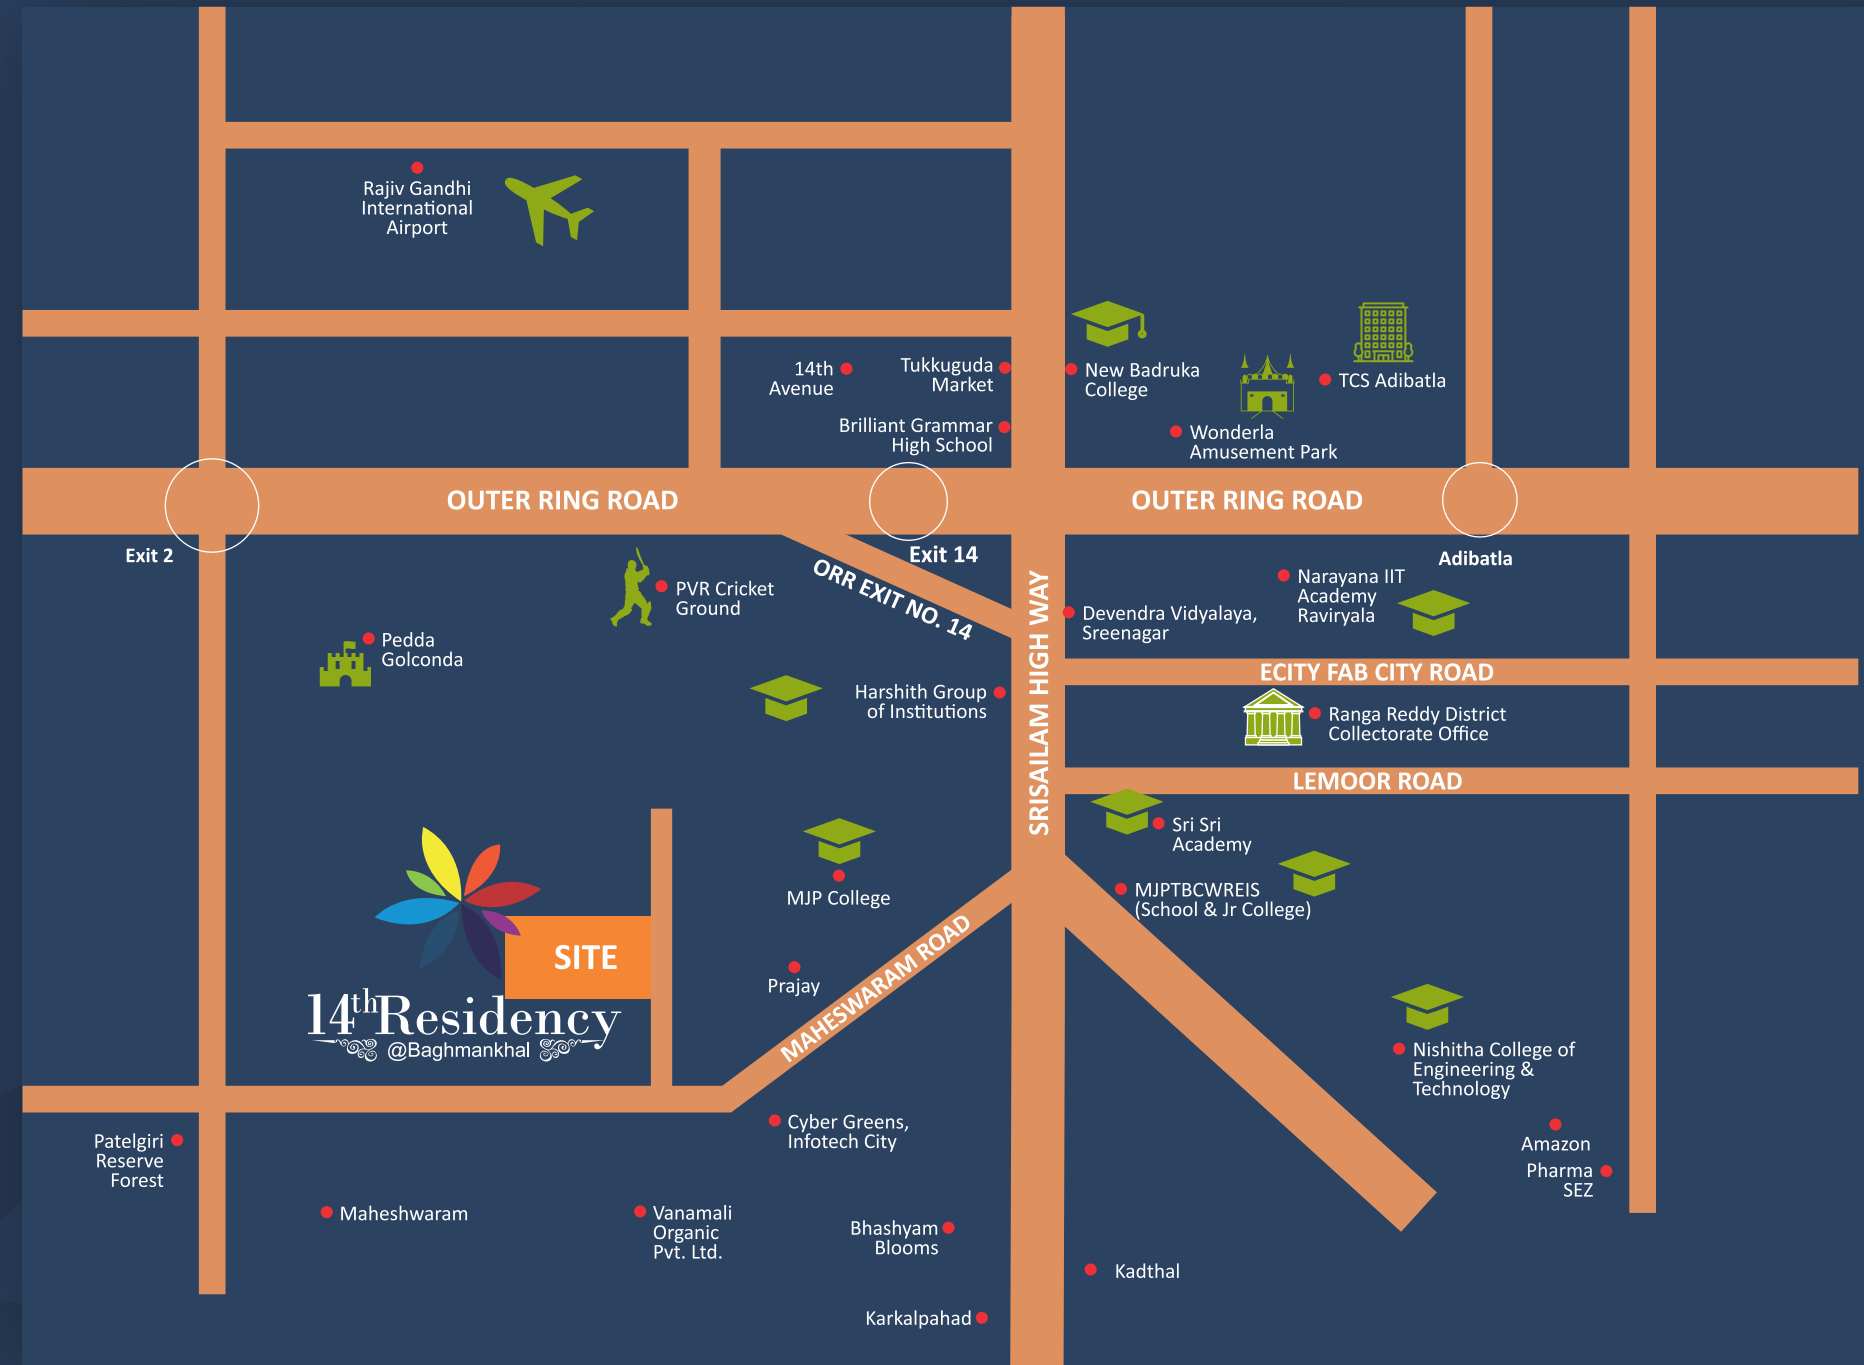 Rajiv Gandhi
International
Airport
14th
Avenue
Tukkuguda
Market
Brilliant Grammar
High School
New Badruka
College
TCS Adibatla
Wonderla
Amusement Park
OUTER RING ROAD
OUTER RING ROAD
Exit 2
Exit 14
Adibatla
ORR EXIT NO. 14
PVR Cricket
Ground
Pedda
Golconda
Narayana IIT
Academy
Raviryala
Devendra Vidyalaya,
Sreenagar
SRISAILAM HIGH WAY
ECITY FAB CITY ROAD
Harshith Group
of Institutions
Ranga Reddy District
Collectorate Office
LEMOOR ROAD
Sri Sri
Academy
MJP College
MJPTBCWREIS
(School & Jr College)
SITE
14th Residency
@Baghmankhal
Prajay
MAHESWARAM ROAD
Nishitha College of
Engineering &
Technology
Amazon
Pharma
SEZ
Cyber Greens,
Infotech City
Patelgiri
Reserve
Forest
Maheshwaram
Vanamali
Organic
Pvt. Ltd.
Bhashyam
Blooms
Kadthal
Karkalpahad